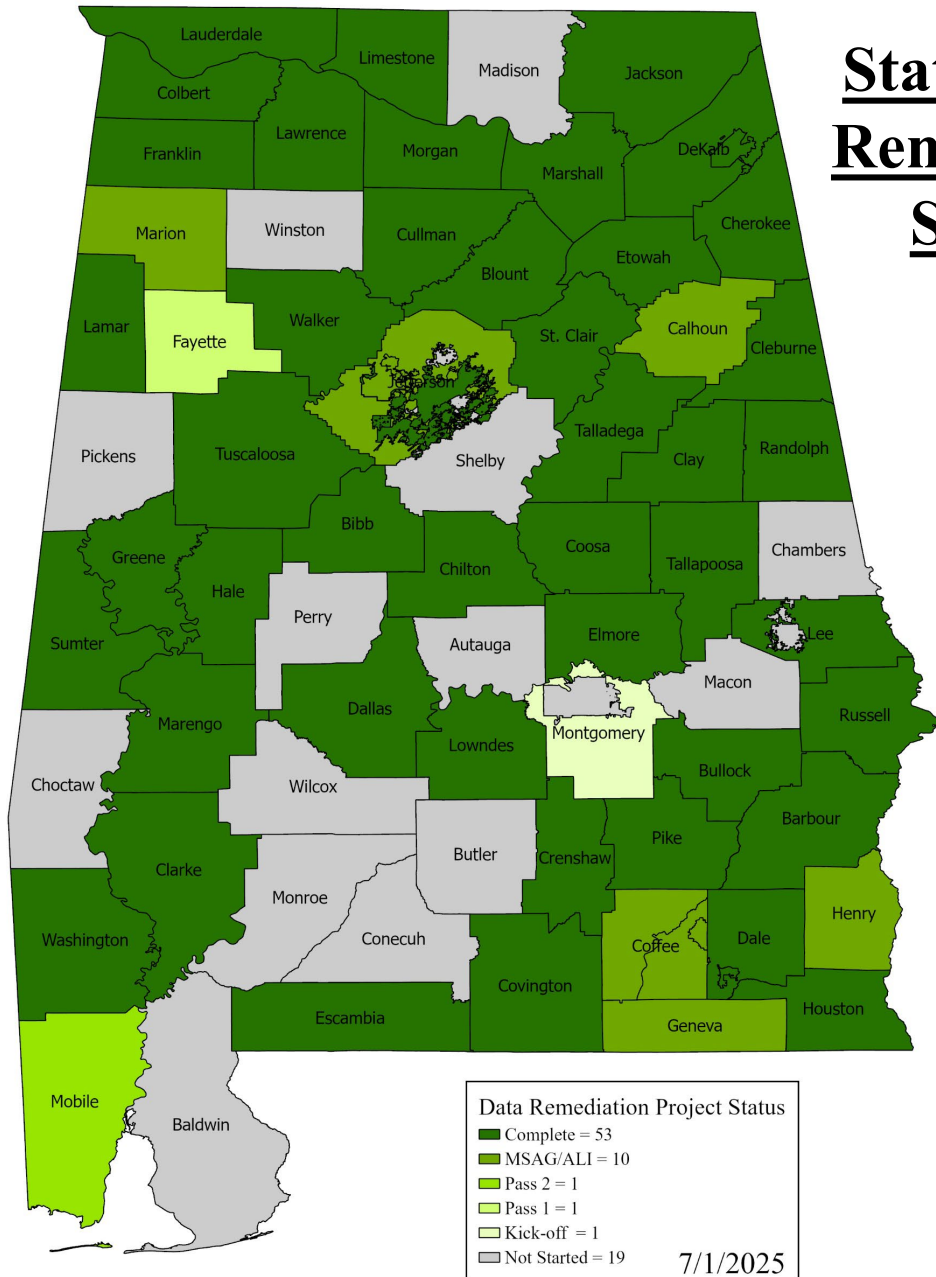 Stat
Ren
S
Lauderdale
Limestone
Madison
Jackson
Colbert
Lawrence
Franklin
Morgan
DeKalb
Marshall
Cherokee
Marion
Winston
Cullman
Etowah
Blount
Lamar
Fayette
Walker
St. Clair
Calhoun
Cleburne
Jefferson
Pickens
Tuscaloosa
Shelby
Talladega
Clay
Randolph
Bibb
Greene
Hale
Chilton
Coosa
Tallapoosa
Chambers
Perry
Sumter
Autauga
Elmore
Lee
Macon
Marengo
Dallas
Lowndes
Montgomery
Russell
Choctaw
Wilcox
Bullock
Barbour
Clarke
Butler
Crenshaw
Pike
Monroe
Washington
Conecuh
Coffee
Dale
Henry
Covington
Escambia
Geneva
Houston
Mobile
Baldwin
Data Remediation Project Status
Complete = 53
MSAG/ALI = 10
Pass 2 = 1
Pass 1 = 1
Kick-off = 1
Not Started = 19
7/1/2025